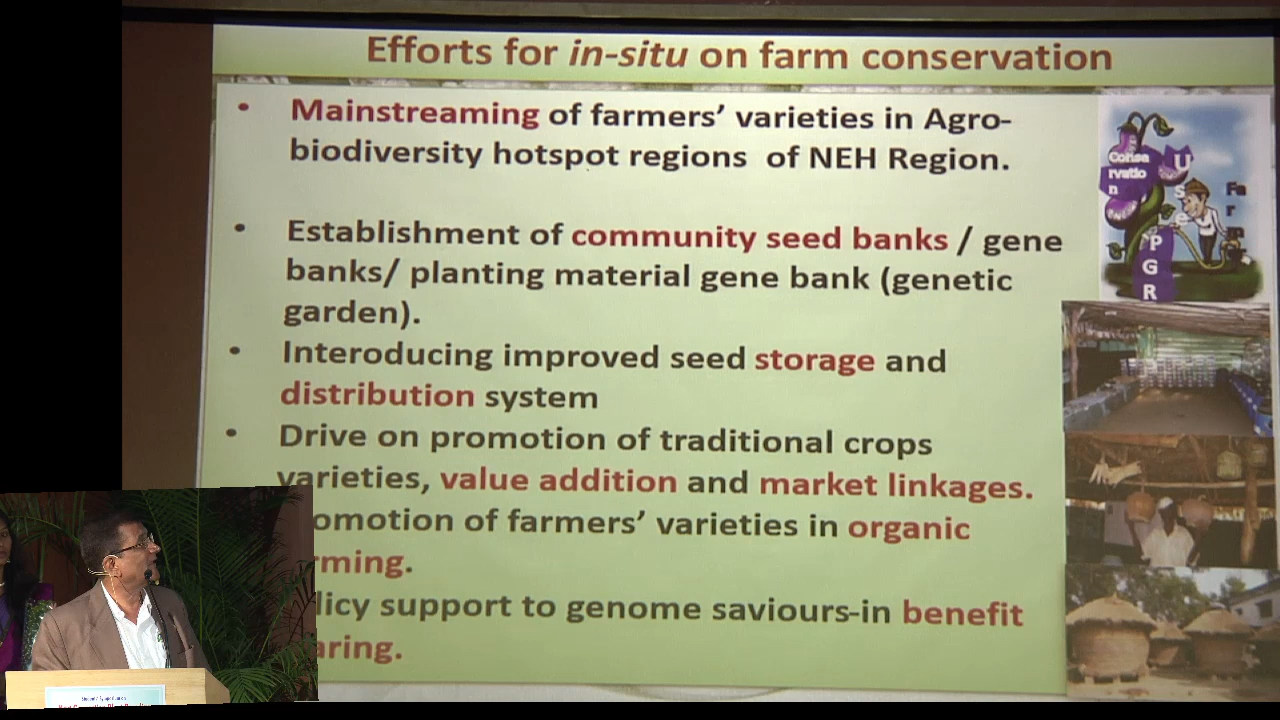 Efforts for in-situ on farm conservation
• Mainstreaming of farmers’ varieties in Agro-
biodiversity hotspot regions of NEH Region.
• Establishment of community seed banks / gene
banks/ planting material gene bank (genetic
garden).
• Interoducing improved seed storage and
distribution system
• Drive on promotion of traditional crops
varieties, value addition and market linkages.
omotion of farmers’ varieties in organic
rming.
licy support to genome saviours-in benefit
aring.
Conse
rvatio
n
U
s
e
Fa
r
P
G
R